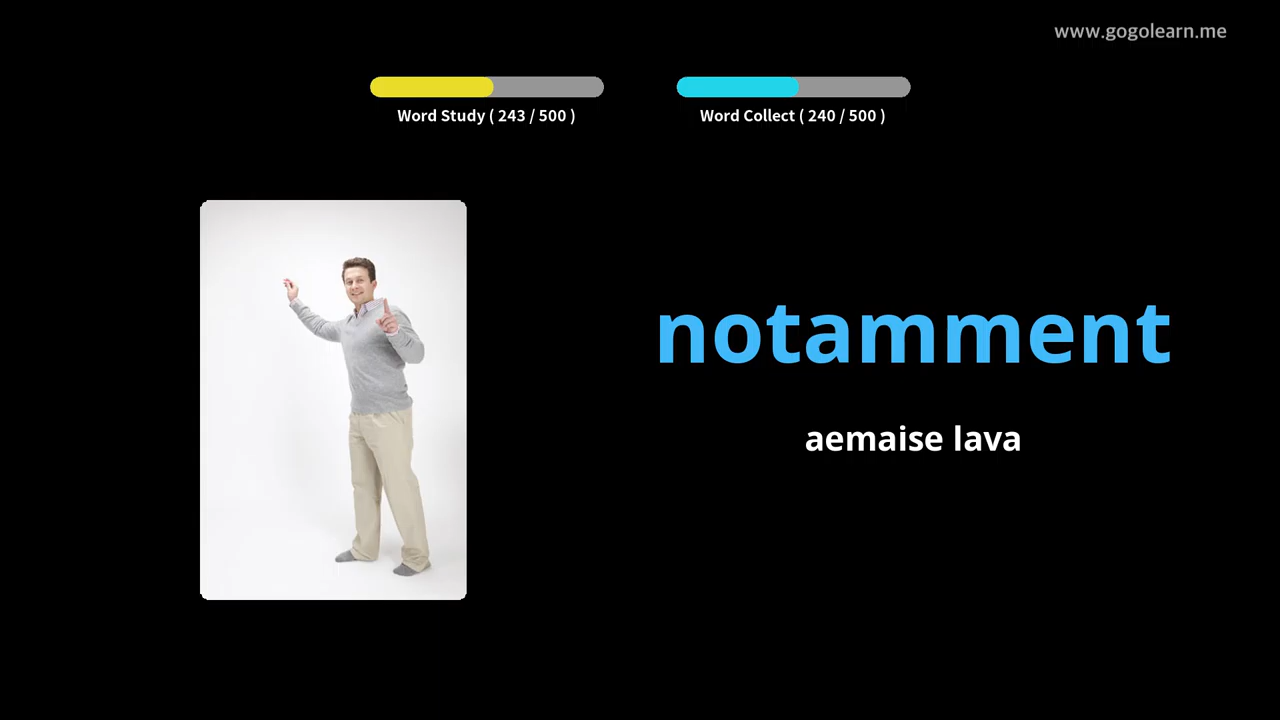 www.gogolearn.me
Word Study ( 243 / 500 )
Word Collect ( 240 / 500 )
notamment
aemaise lava